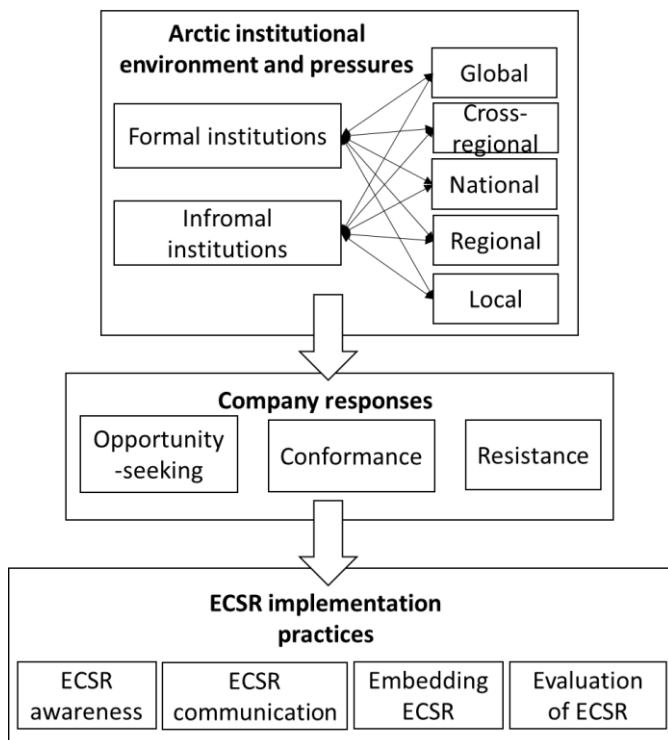 Arctic institutional
environment and pressures
Global
Cross-
regional
Formal institutions
National
Infromal
institutions
Regional
Local
Company responses
Opportunity
-seeking
Conformance
Resistance
ECSR implementation
practices
ECSR
awareness
ECSR
communication
Embedding
ECSR
Evaluation
of ECSR